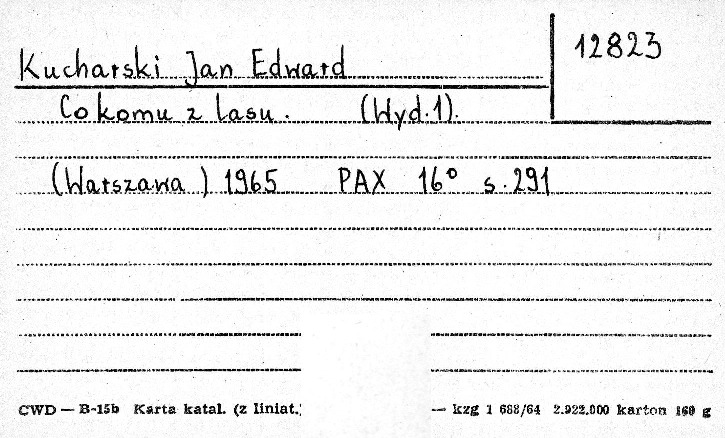 12823
Kucharski Jan Edward
Co komu z lasu. (Wyd.1).
(Warszawa) 1965 PAX 16° s.291
CWD — B-15b Karta katal. (z liniat.) — kzg 1 688/64 2.922.000 karton 160 g